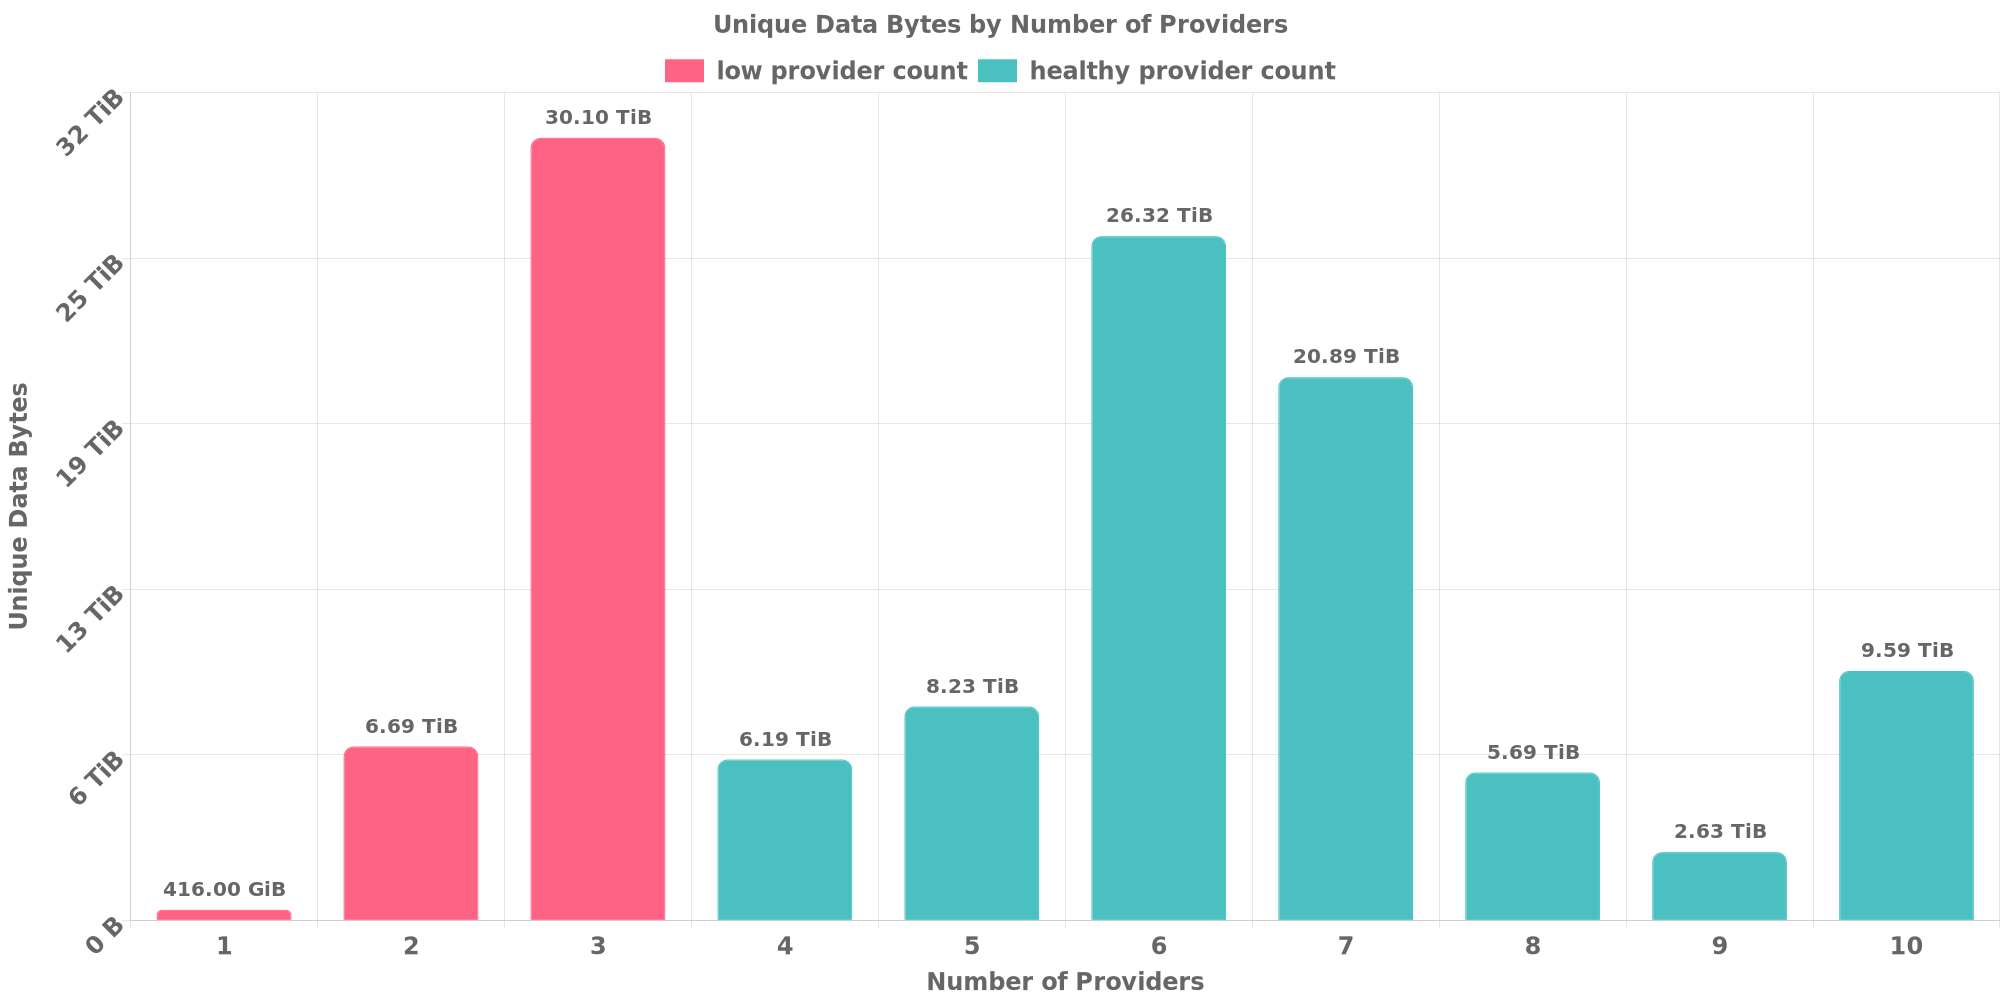 Unique Data Bytes by Number of Providers
low provider count healthy provider count
32 TiB
25 TiB
19 TiB
13 TiB
6 TiB
0 B
Unique Data Bytes
416.00 GiB
6.69 TiB
30.10 TiB
6.19 TiB
8.23 TiB
26.32 TiB
20.89 TiB
5.69 TiB
2.63 TiB
9.59 TiB
1 2 3 4 5 6 7 8 9 10
Number of Providers